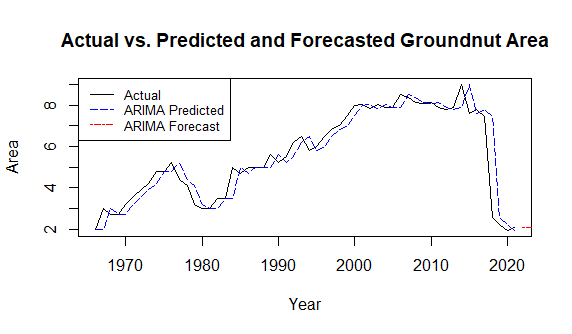 Actual vs. Predicted and Forecasted Groundnut Area
Actual
ARIMA Predicted
ARIMA Forecast
Area
8
6
4
2
1970 1980 1990 2000 2010 2020
Year